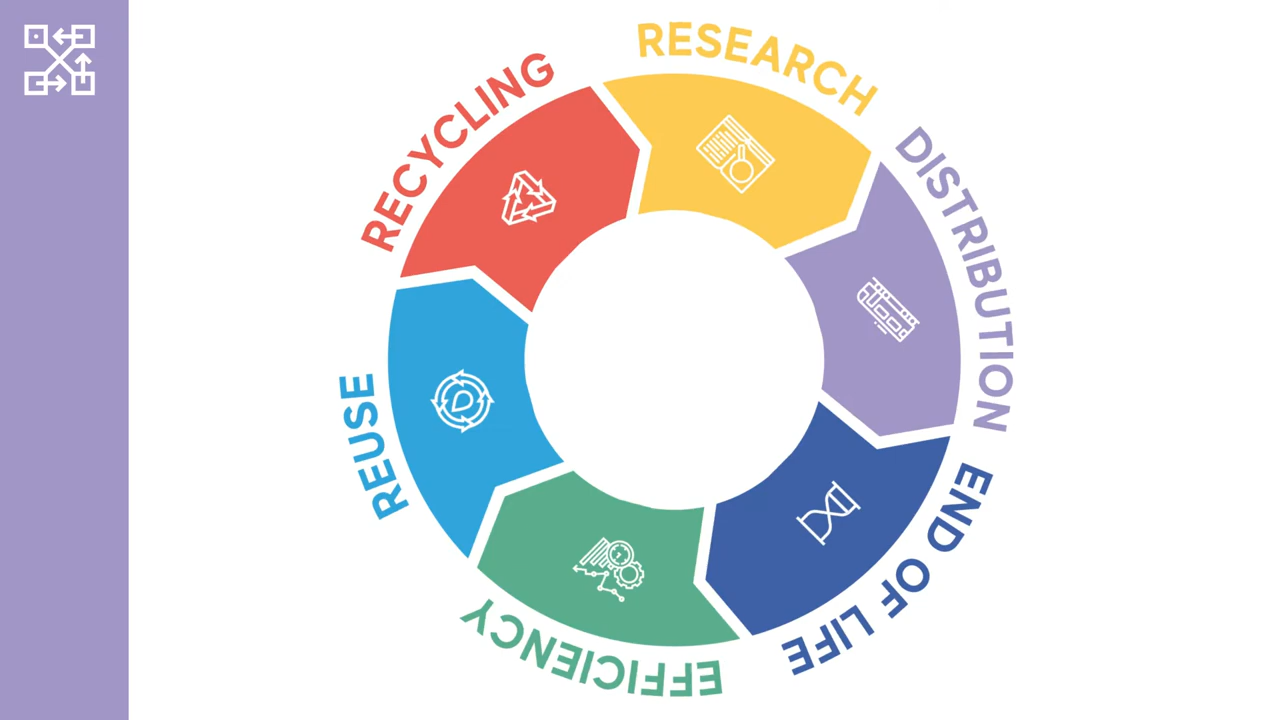 RESEARCH
DISTRIBUTION
END OF LIFE
EFFICIENCY
REUSE
RECYCLING